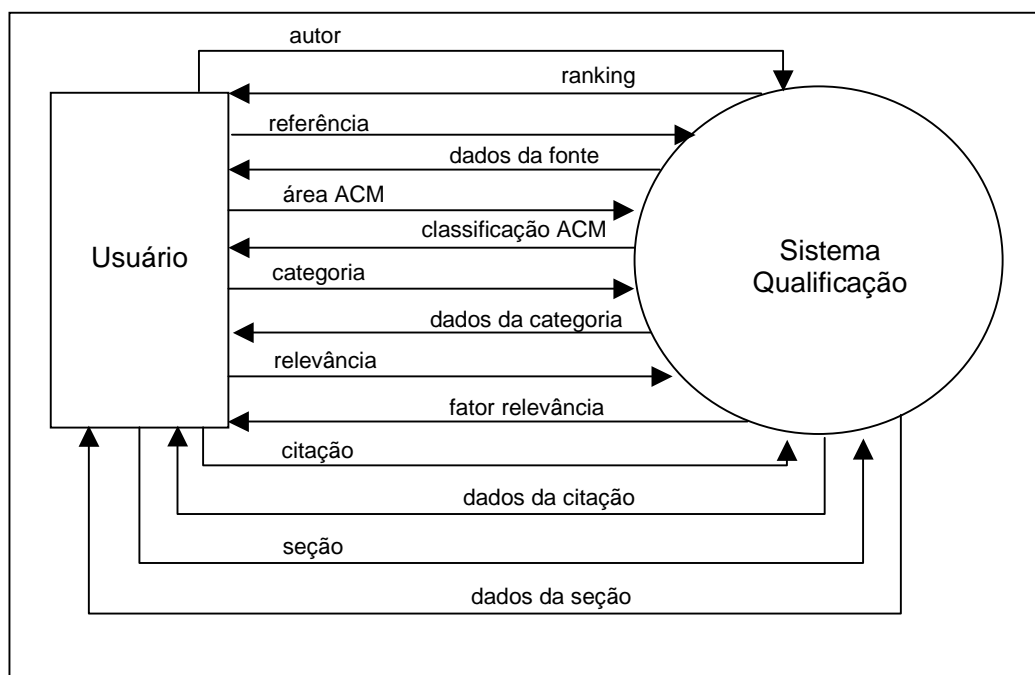 autor
ranking
referência
dados da fonte
área ACM
classificação ACM
Usuário
Sistema
Qualificação
categoria
dados da categoria
relevância
fator relevância
citação
dados da citação
seção
dados da seção